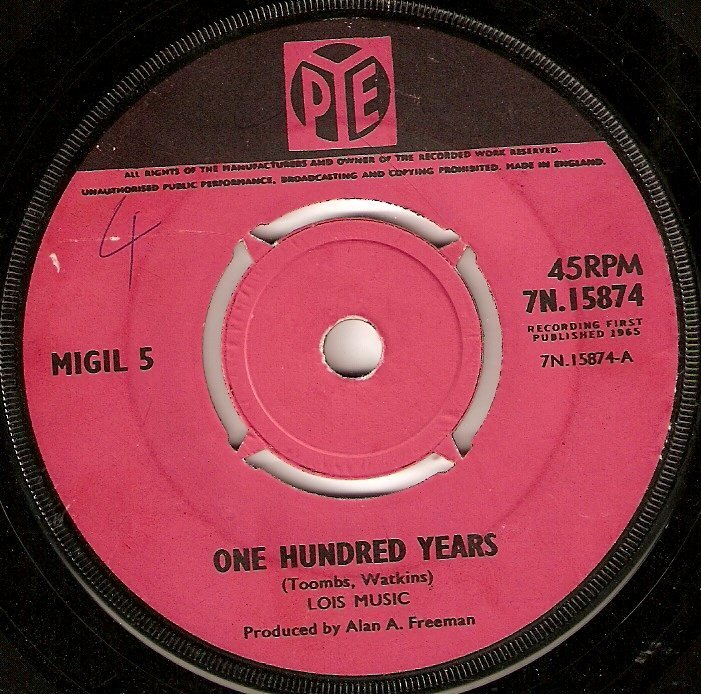 PYE
ALL RIGHTS OF THE MANUFACTURERS AND OWNER OF THE RECORDED WORK RESERVED.
UNAUTHORISED PUBLIC PERFORMANCE, BROADCASTING AND COPYING PROHIBITED. MADE IN ENGLAND.
4
45RPM
7N.15874
RECORDING FIRST
PUBLISHED 1965
7N.15874-A
MIGIL 5
ONE HUNDRED YEARS
(Toombs, Watkins)
LOIS MUSIC
Produced by Alan A. Freeman